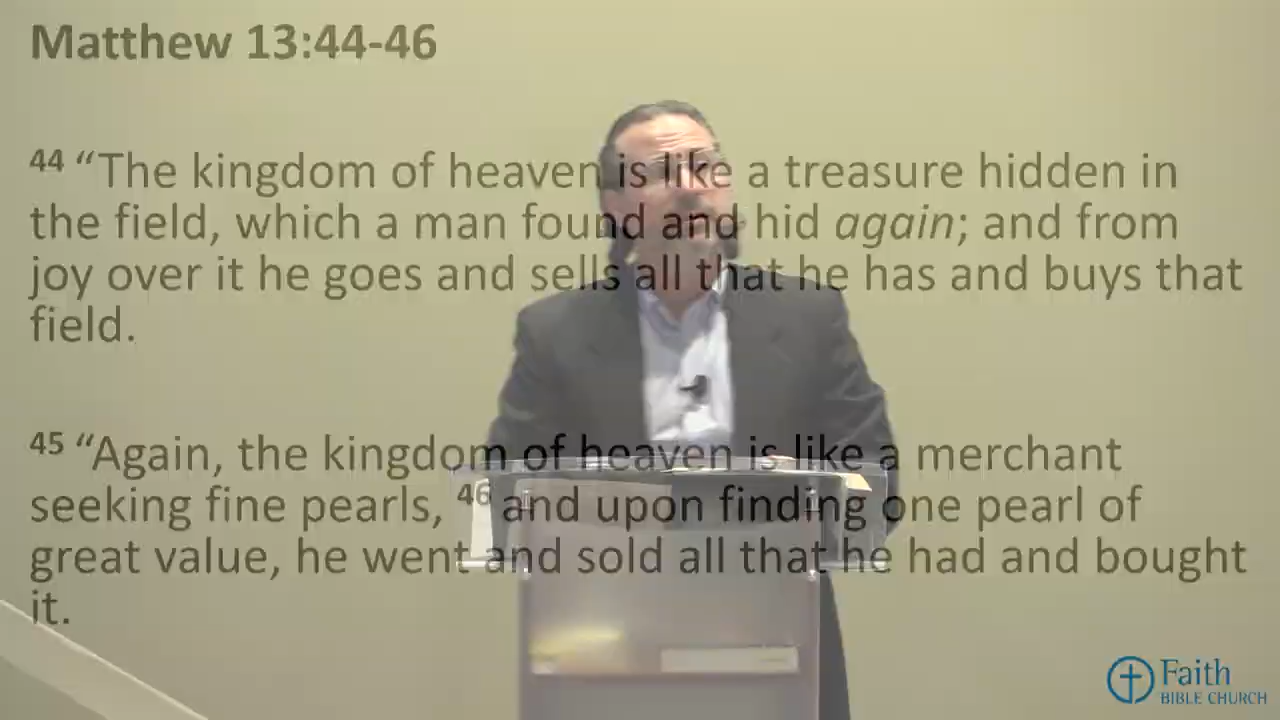 Matthew 13:44-46
44 “The kingdom of heaven is like a treasure hidden in
the field, which a man found and hid again; and from
joy over it he goes and sells all that he has and buys that
field.
45 “Again, the kingdom of heaven is like a merchant
seeking fine pearls, 46 and upon finding one pearl of
great value, he went and sold all that he had and bought
it.
Faith
BIBLE CHURCH